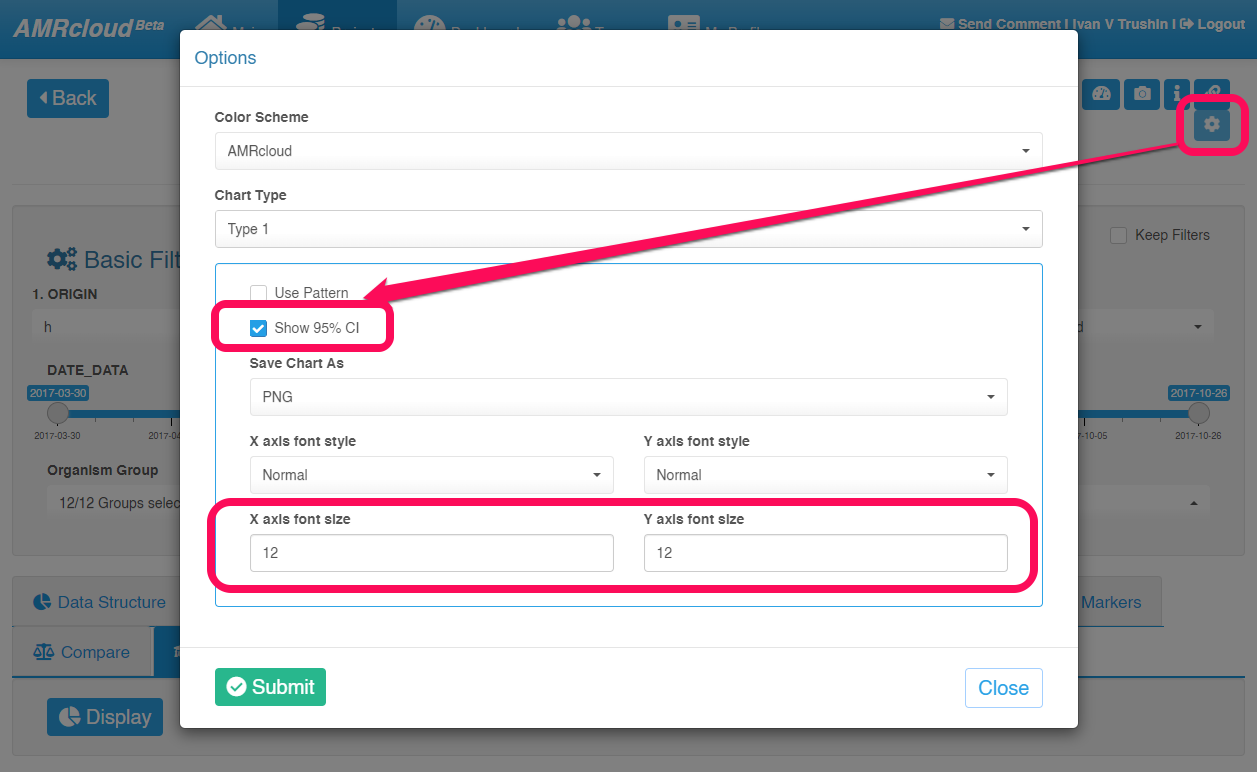 AMRcloud Beta
Send Comment | Ivan V Trushin | Logout
Back
Options
Color Scheme
AMRcloud
Chart Type
Type 1
Keep Filters
Basic Filt
1. ORIGIN
h
Use Pattern
Show 95% CI
d
DATE_DATA
Save Chart As
2017-03-30
2017-10-26
PNG
2017-03-30
2017-04
-10-05
2017-10-26
X axis font style
Y axis font style
Normal
Normal
Organism Group
12/12 Groups selec
X axis font size
Y axis font size
12
12
Data Structure
Markers
Compare
Submit
Close
Display